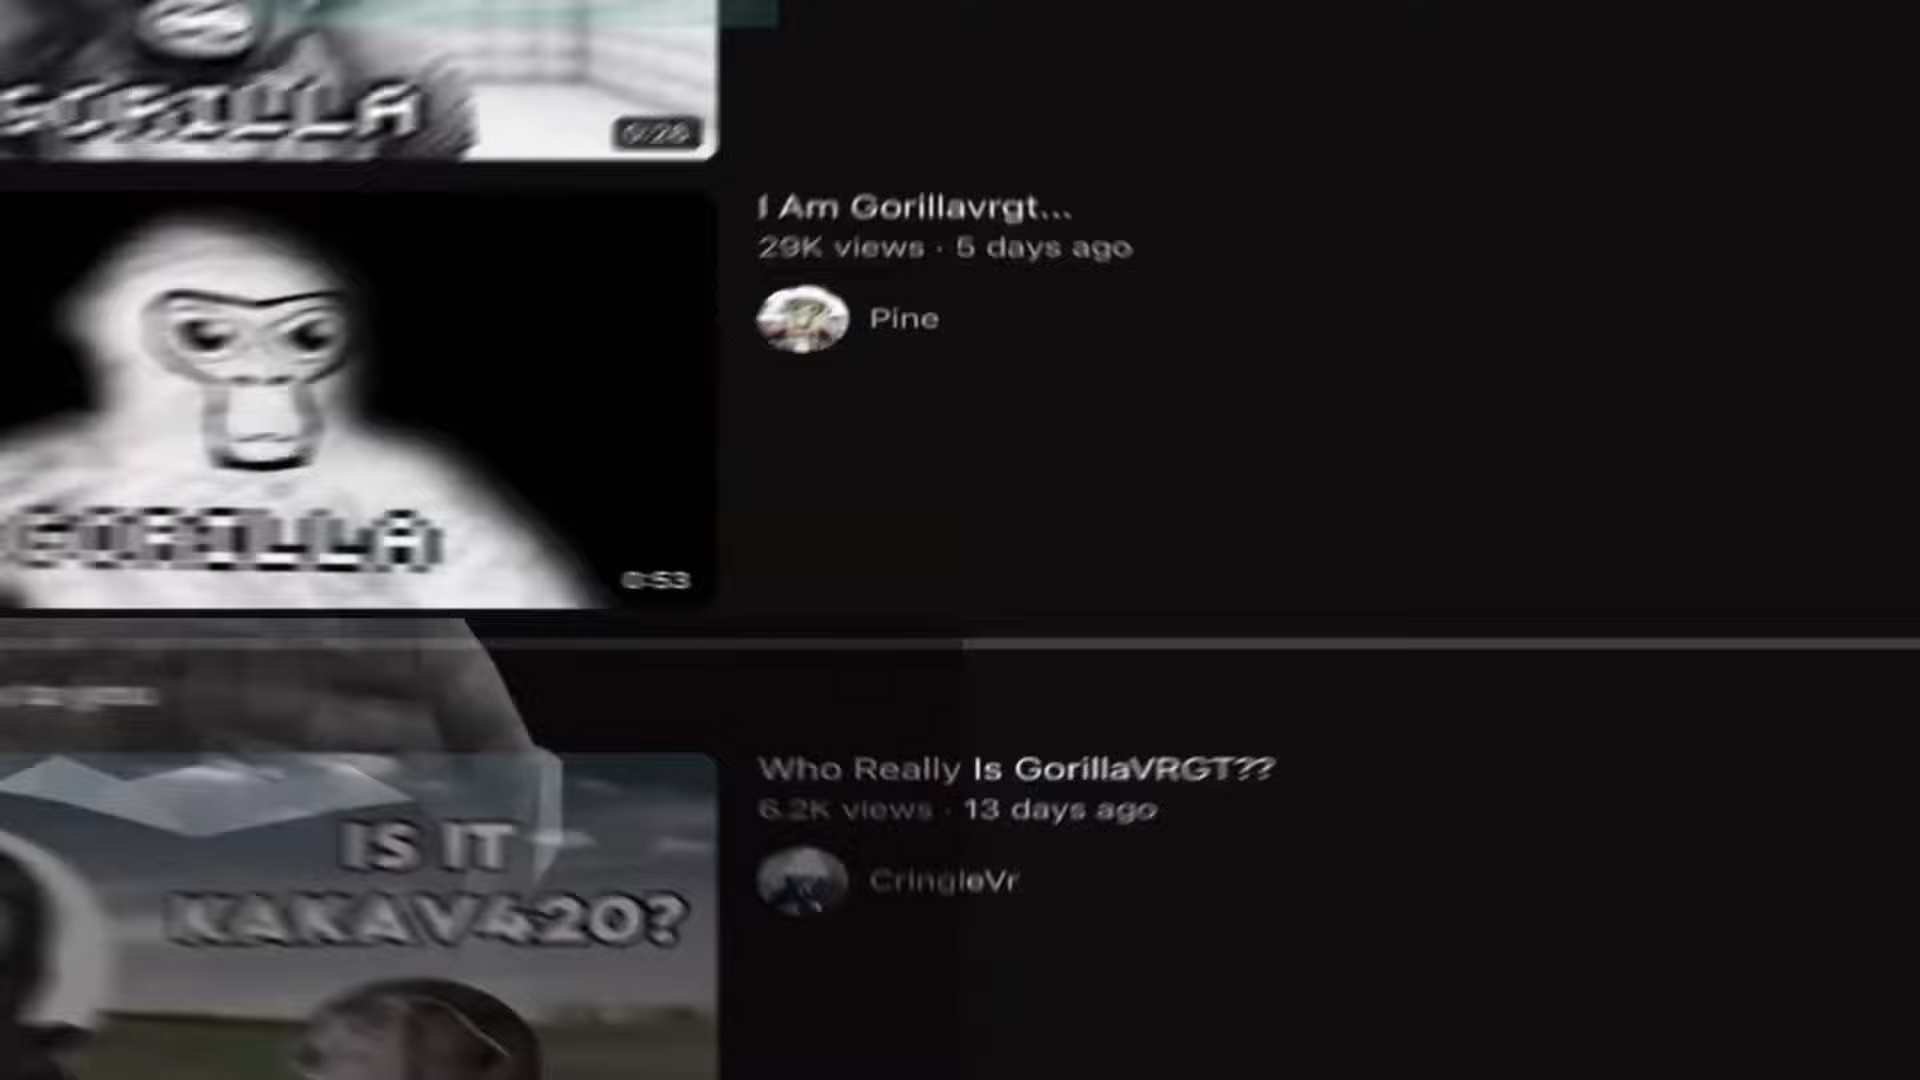 GORILLA
I Am Gorillavrgt...
29K views · 5 days ago
Pine
GORILLA
0:53
Who Really Is GorillaVRGT??
6.2K views · 13 days ago
IS IT
KAKAV420?
CringleVr